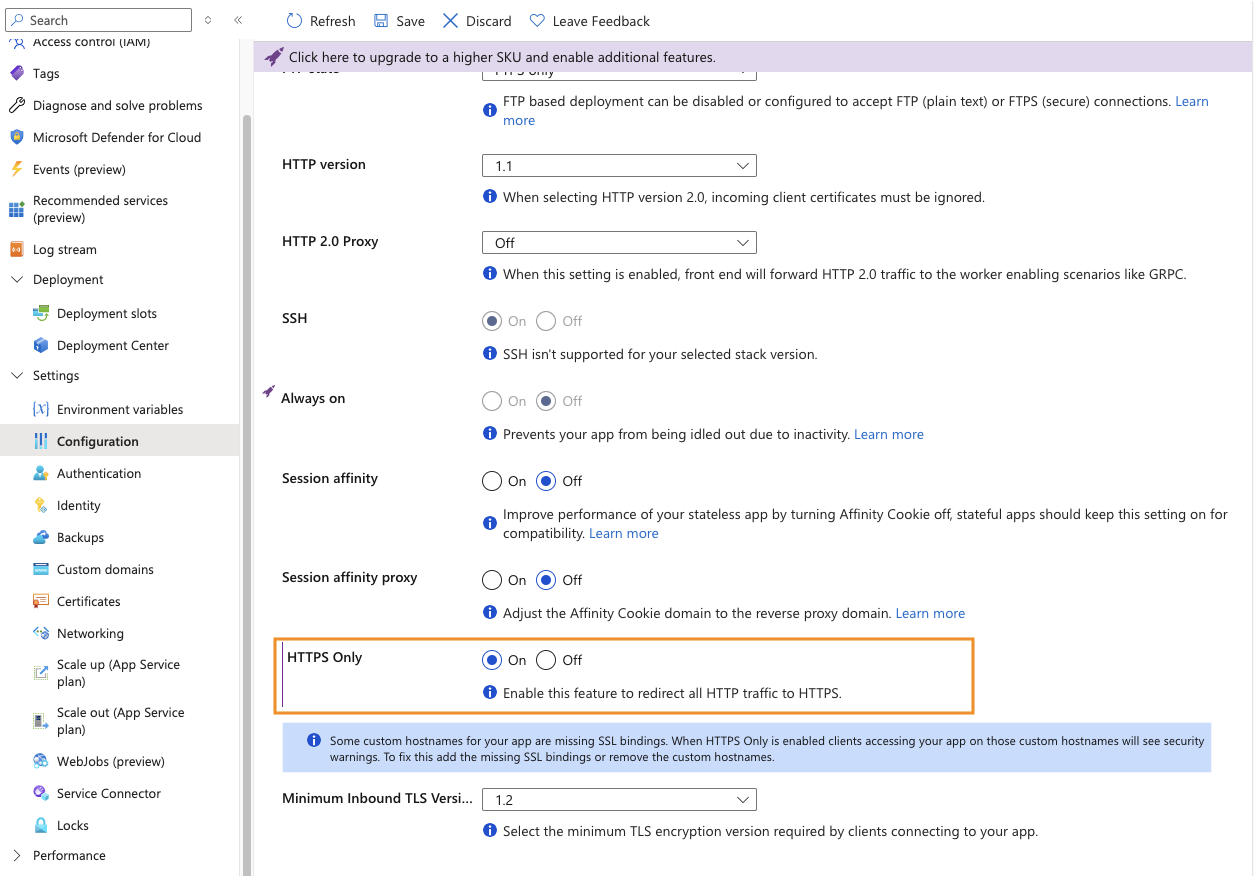 Search
Access control (IAM)
Tags
Diagnose and solve problems
Microsoft Defender for Cloud
Events (preview)
Recommended services
(preview)
Log stream
Deployment
Deployment slots
Deployment Center
Settings
Environment variables
Configuration
Authentication
Identity
Backups
Custom domains
Certificates
Networking
Scale up (App Service
plan)
Scale out (App Service
plan)
WebJobs (preview)
Service Connector
Locks
Performance
Refresh
Save
Discard
Leave Feedback
Click here to upgrade to a higher SKU and enable additional features.
FTP based deployment can be disabled or configured to accept FTP (plain text) or FTPS (secure) connections. Learn
more
HTTP version
1.1
When selecting HTTP version 2.0, incoming client certificates must be ignored.
HTTP 2.0 Proxy
Off
When this setting is enabled, front end will forward HTTP 2.0 traffic to the worker enabling scenarios like GRPC.
SSH
On Off
SSH isn't supported for your selected stack version.
Always on
On Off
Prevents your app from being idled out due to inactivity. Learn more
Session affinity
On Off
Improve performance of your stateless app by turning Affinity Cookie off, stateful apps should keep this setting on for
compatibility. Learn more
Session affinity proxy
On Off
Adjust the Affinity Cookie domain to the reverse proxy domain. Learn more
HTTPS Only
On Off
Enable this feature to redirect all HTTP traffic to HTTPS.
Some custom hostnames for your app are missing SSL bindings. When HTTPS Only is enabled clients accessing your app on those custom hostnames will see security
warnings. To fix this add the missing SSL bindings or remove the custom hostnames.
Minimum Inbound TLS Versi...
1.2
Select the minimum TLS encryption version required by clients connecting to your app.